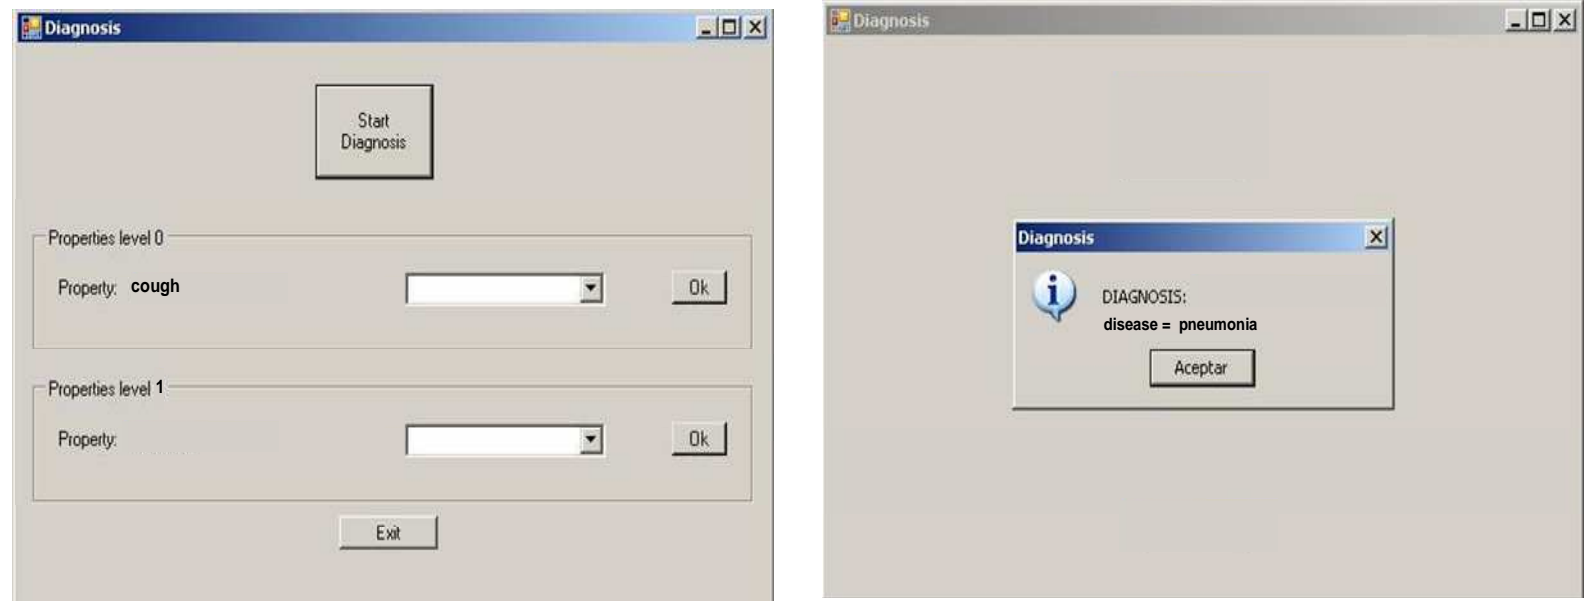 Diagnosis
Start
Diagnosis
Properties level 0
Property: cough
Ok
Properties level 1
Property:
Ok
Exit
Diagnosis
Diagnosis
DIAGNOSIS:
disease = pneumonia
Aceptar